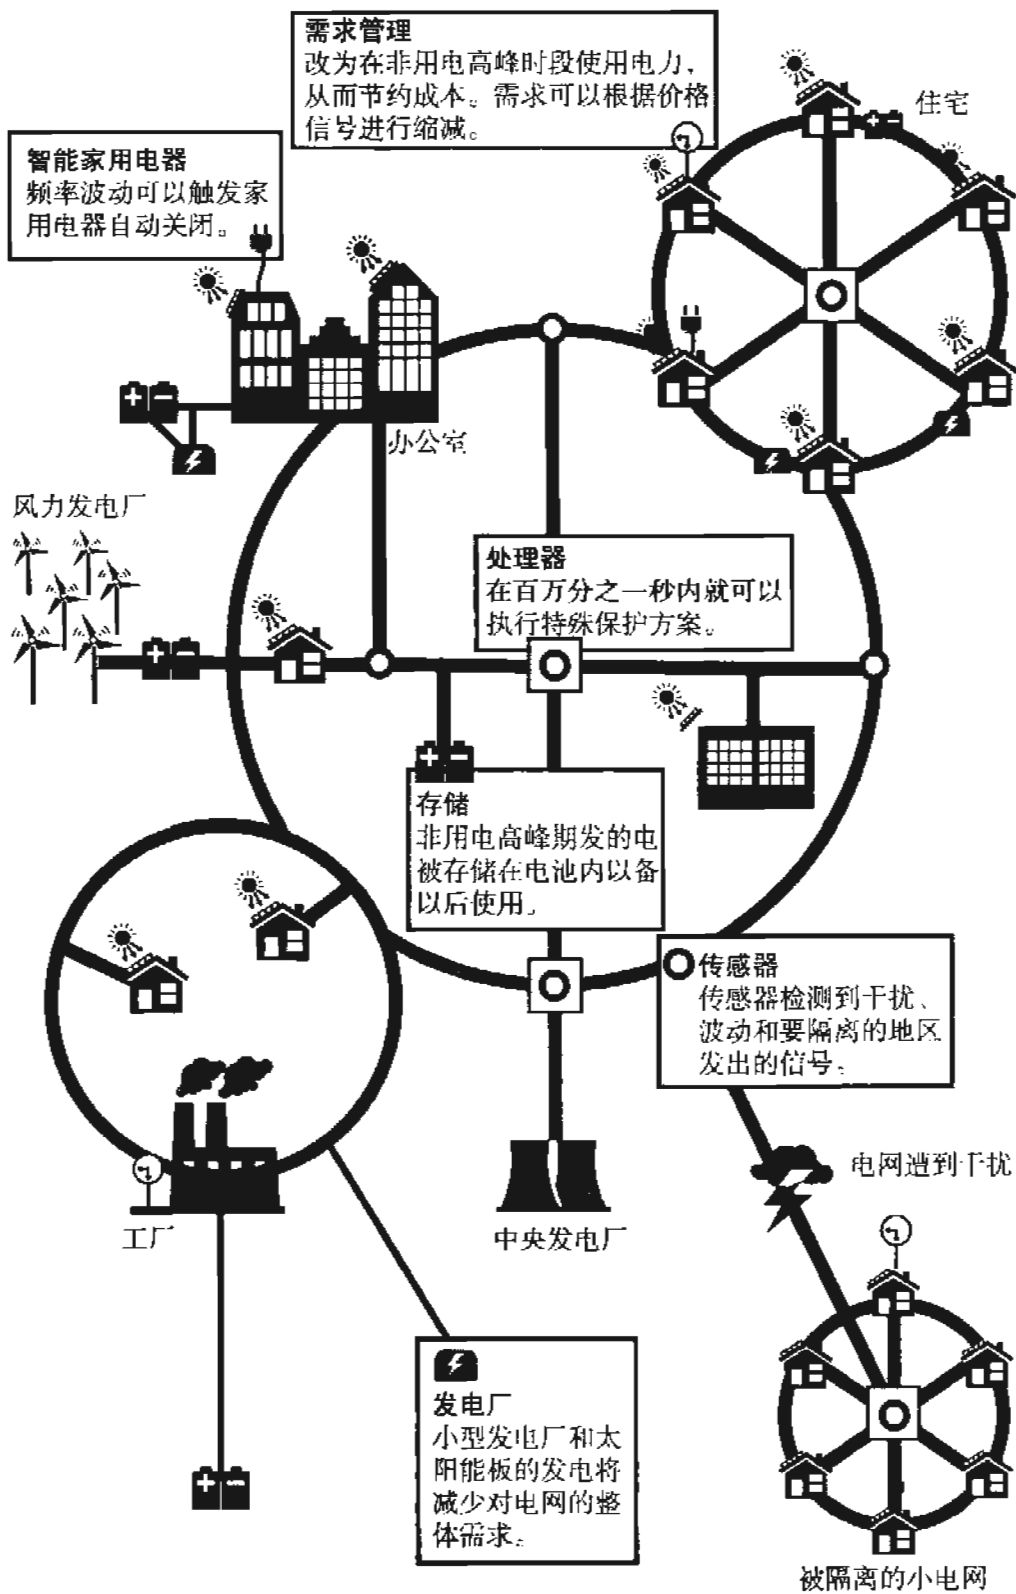 需求管理
改为在非用电高峰时段使用电力，
从而节约成本。需求可以根据价格
信号进行缩减。
住宅
智能家用电器
频率波动可以触发家
用电器自动关闭。
办公室
风力发电厂
处理器
在百万分之一秒内就可以
执行特殊保护方案。
存储
非用电高峰期发的电
被存储在电池内以备
以后使用。
传感器
传感器检测到干扰、
波动和要隔离的地区
发出的信号。
电网遭到干扰
工厂
中央发电厂
发电厂
小型发电厂和太
阳能板的发电将
减少对电网的整
体需求。
被隔离的小电网